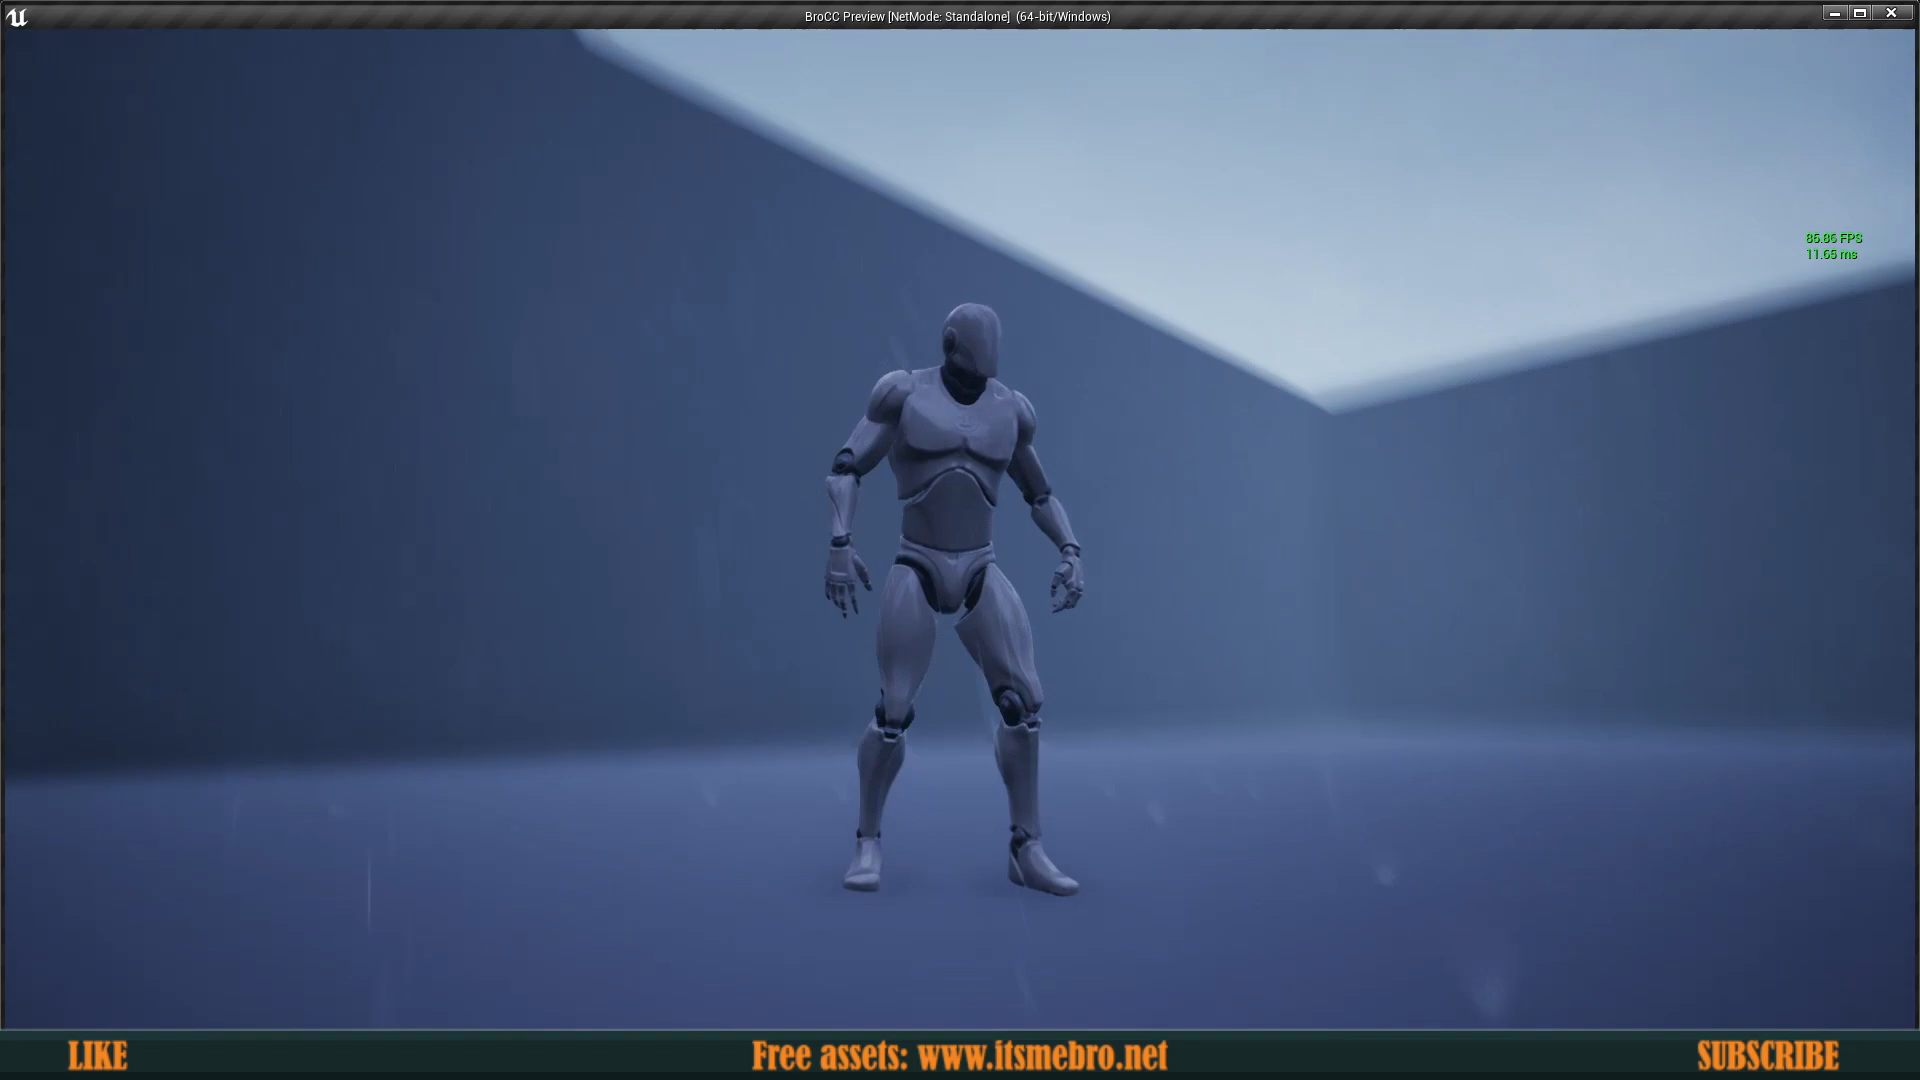 BroCC Preview [NetMode: Standalone] (64-bit/Windows)
85.86 FPS
11.65 ms
LIKE
Free assets: www.itsmebro.net
SUBSCRIBE